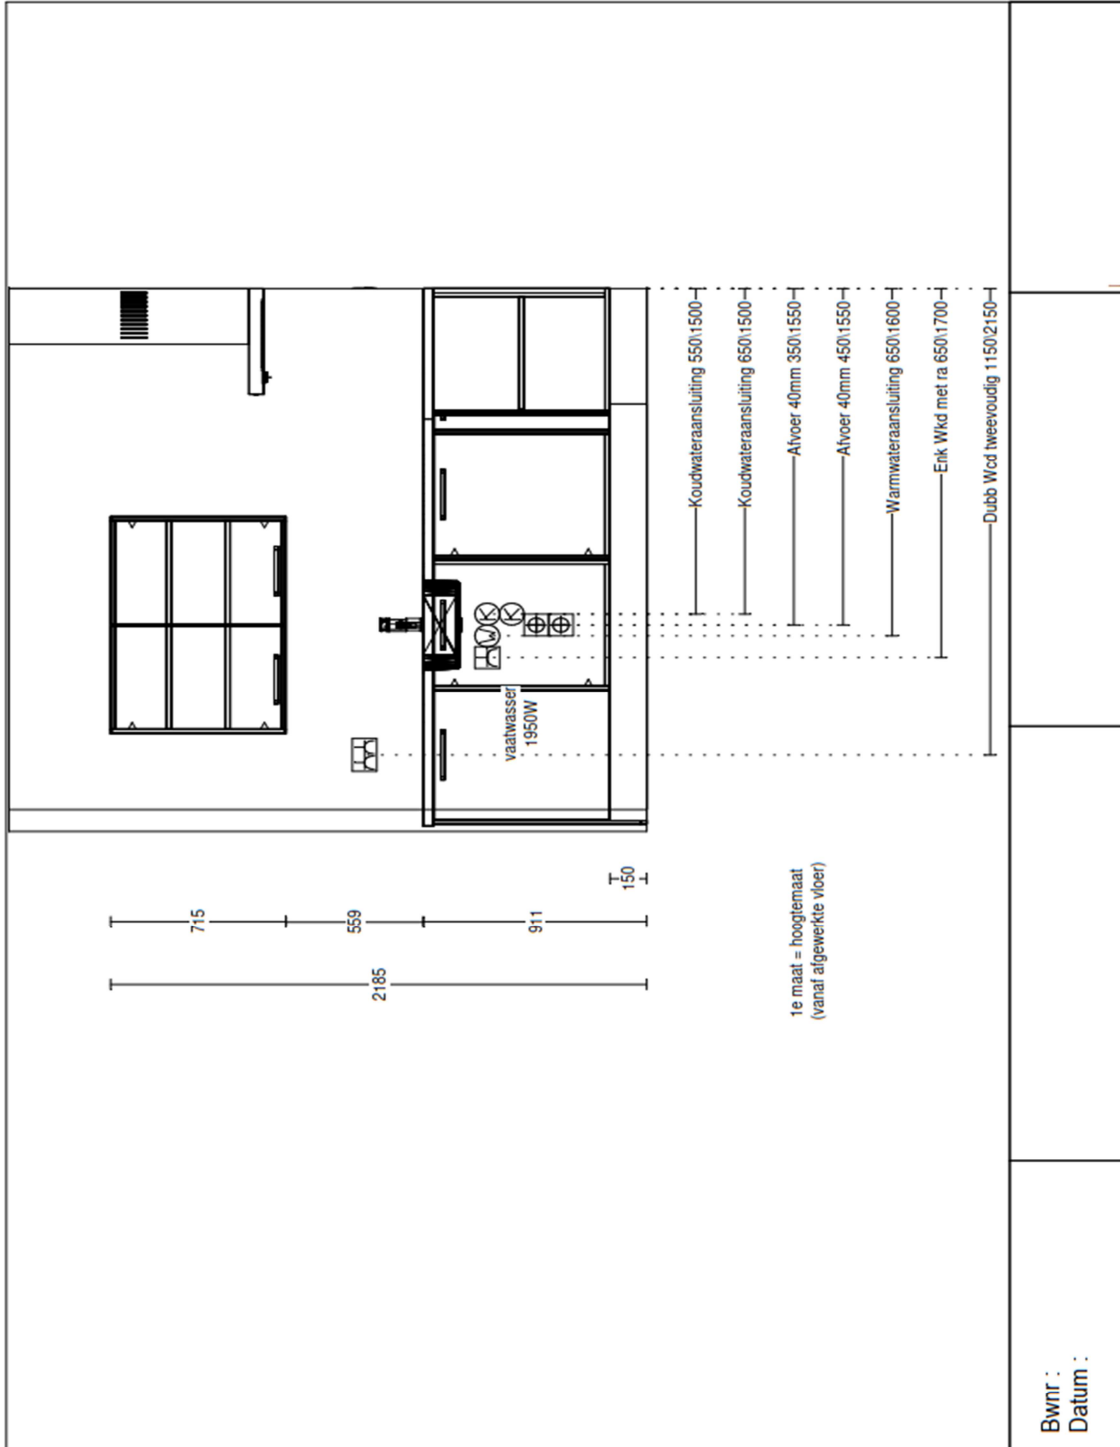 vaatwasser
1950W
W
K
K
715
559
911
150
2185
Koudwateraansluiting 550\1500
Koudwateraansluiting 650\1500
Afvoer 40mm 350\1550
Afvoer 40mm 450\1550
Warmwateraansluiting 650\1600
Enk Wkd met ra 650\1700
Dubb Wcd tweevoudig 1150\2150
1e maat = hoogtemaat
(vanaf afgewerkte vloer)
Bwnr :
Datum :